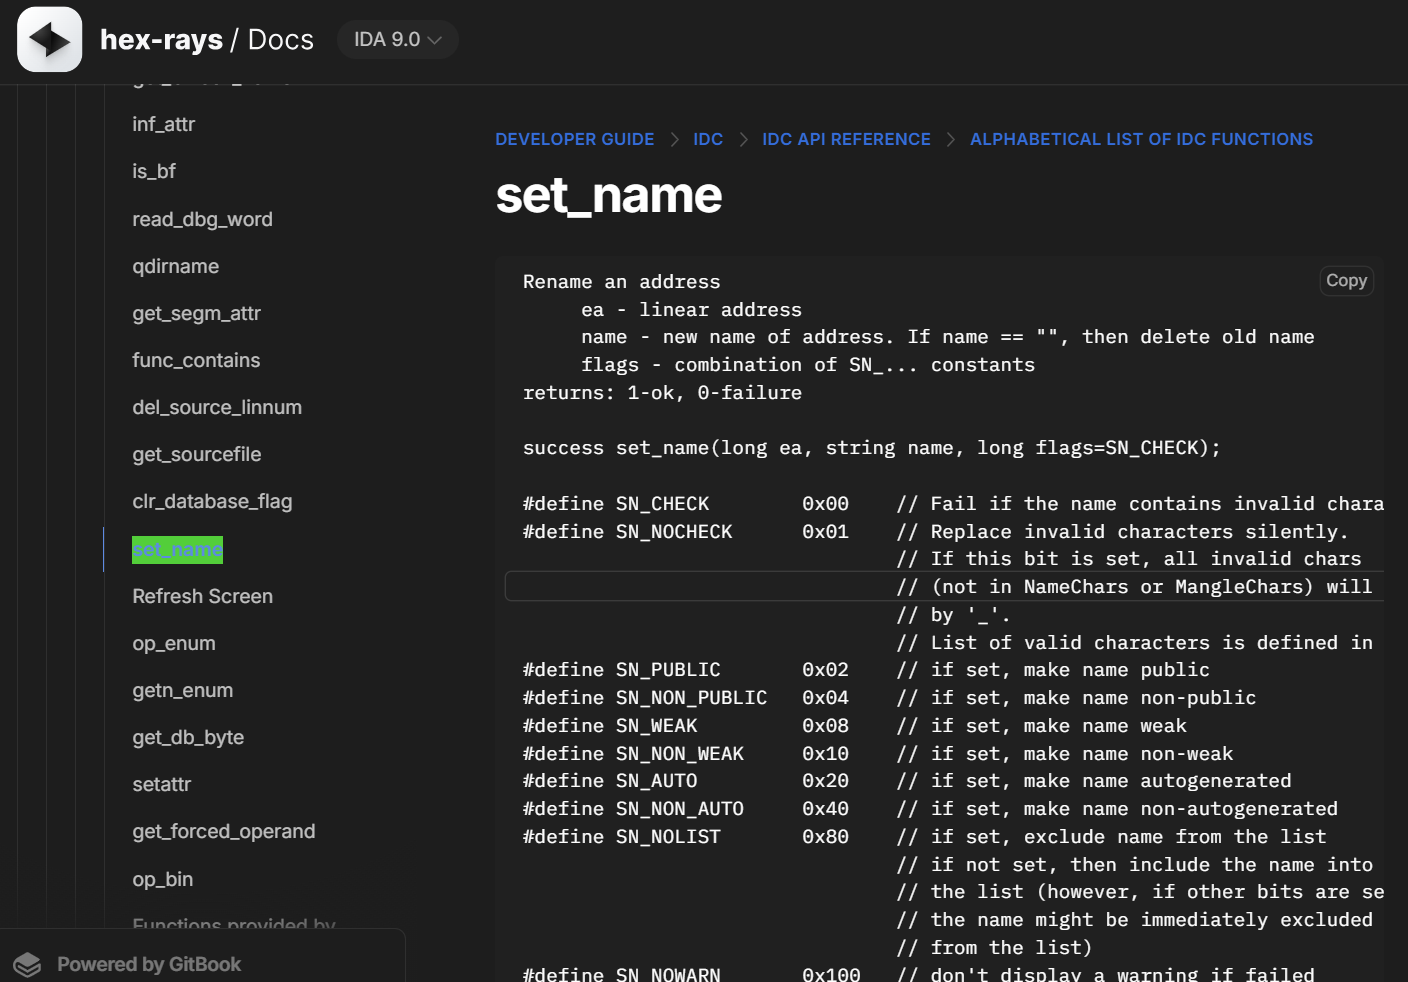 hex-rays / Docs
IDA 9.0
inf_attr
is_bf
read_dbg_word
qdirname
get_segm_attr
func_contains
del_source_linnum
get_sourcefile
clr_database_flag
set_name
Refresh Screen
op_enum
getn_enum
get_db_byte
setattr
get_forced_operand
op_bin
Functions provided by
Powered by GitBook
DEVELOPER GUIDE > IDC > IDC API REFERENCE > ALPHABETICAL LIST OF IDC FUNCTIONS
set_name
Copy
Rename an address
     ea - linear address
     name - new name of address. If name == "", then delete old name
     flags - combination of SN_... constants
returns: 1-ok, 0-failure
success set_name(long ea, string name, long flags=SN_CHECK);
#define SN_CHECK        0x00    // Fail if the name contains invalid chara
#define SN_NOCHECK      0x01    // Replace invalid characters silently.
                                // If this bit is set, all invalid chars
                                // (not in NameChars or MangleChars) will
                                // by '_'.
                                // List of valid characters is defined in
#define SN_PUBLIC       0x02    // if set, make name public
#define SN_NON_PUBLIC   0x04    // if set, make name non-public
#define SN_WEAK         0x08    // if set, make name weak
#define SN_NON_WEAK     0x10    // if set, make name non-weak
#define SN_AUTO         0x20    // if set, make name autogenerated
#define SN_NON_AUTO     0x40    // if set, make name non-autogenerated
#define SN_NOLIST       0x80    // if set, exclude name from the list
                                // if not set, then include the name into
                                // the list (however, if other bits are se
                                // the name might be immediately excluded
                                // from the list)
#define SN_NOWARN       0x100   // don't display a warning if failed